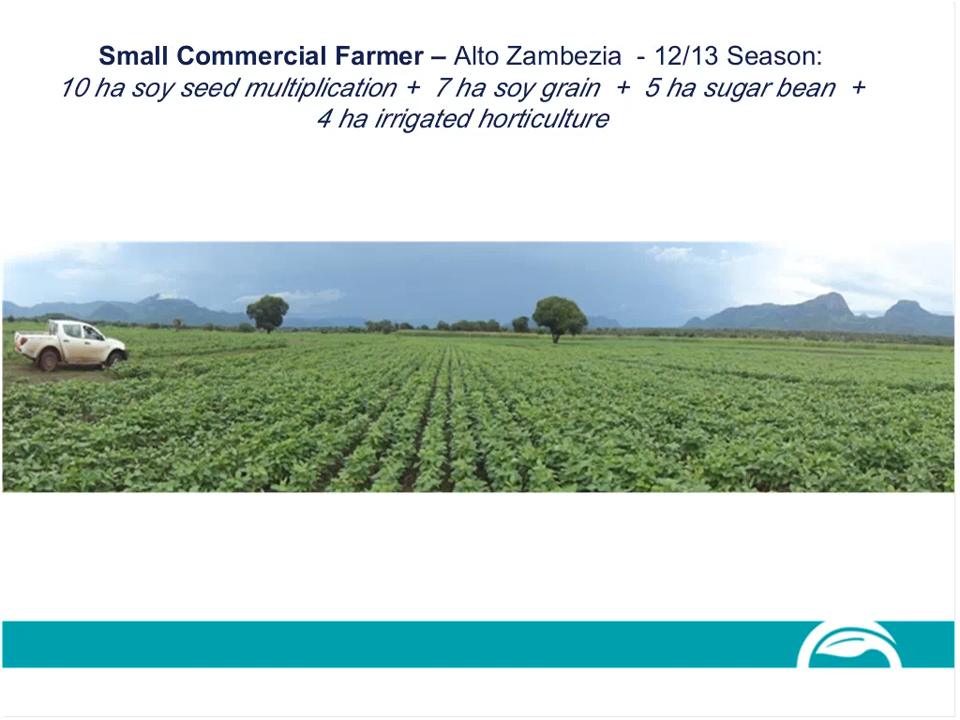 Small Commercial Farmer – Alto Zambezia - 12/13 Season:
10 ha soy seed multiplication + 7 ha soy grain + 5 ha sugar bean +
4 ha irrigated horticulture